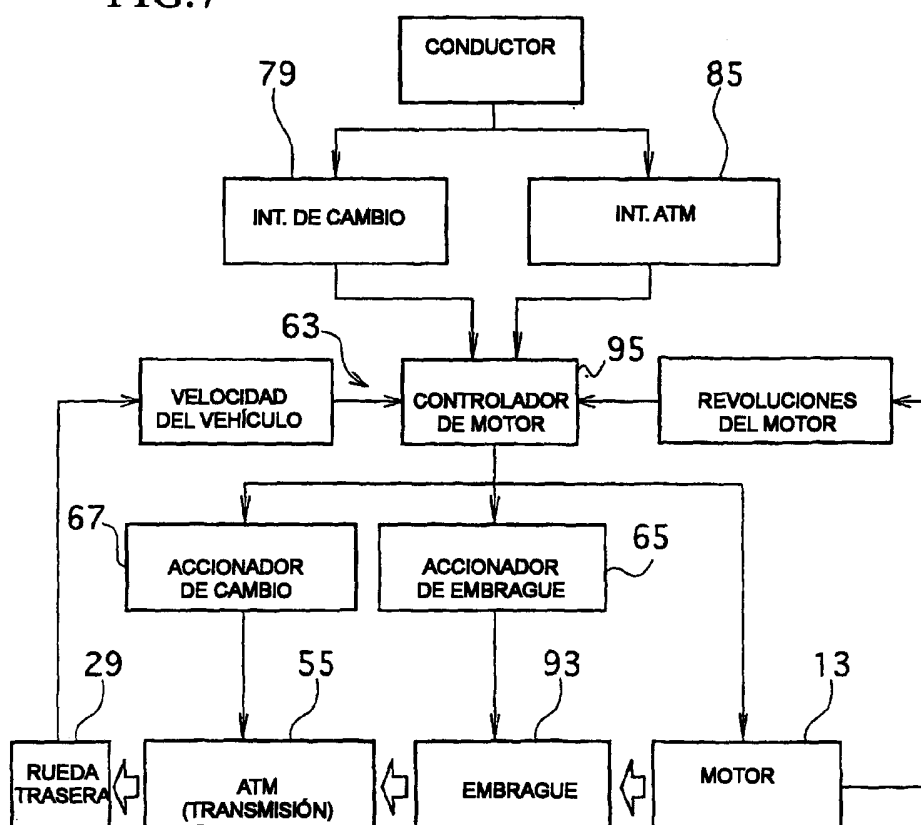 FIG.7
CONDUCTOR
79
85
INT. DE CAMBIO
INT. ATM
63
95
VELOCIDAD
DEL VEHÍCULO
CONTROLADOR
DE MOTOR
REVOLUCIONES
DEL MOTOR
67
65
ACCIONADOR
DE CAMBIO
ACCIONADOR
DE EMBRAGUE
29
55
93
13
RUEDA
TRASERA
ATM
(TRANSMISIÓN)
EMBRAGUE
MOTOR